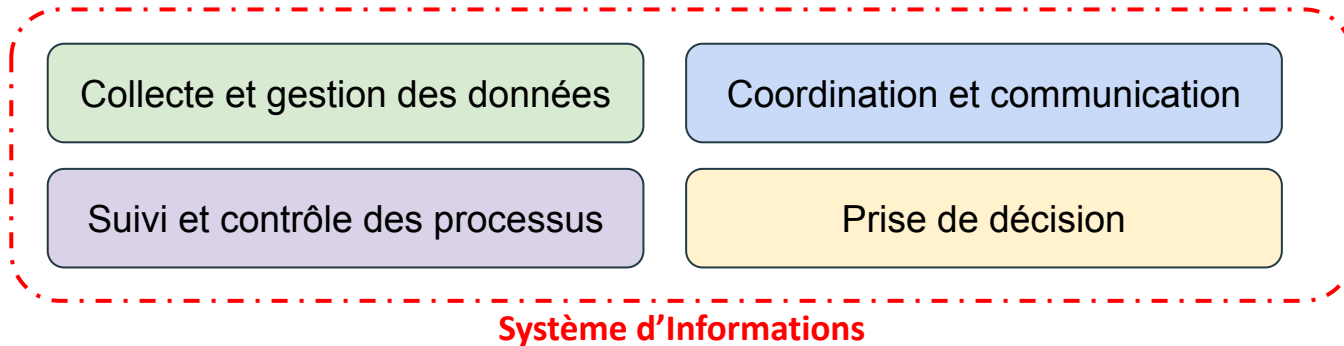 Collecte et gestion des données
Coordination et communication
Suivi et contrôle des processus
Prise de décision
Système d’Informations